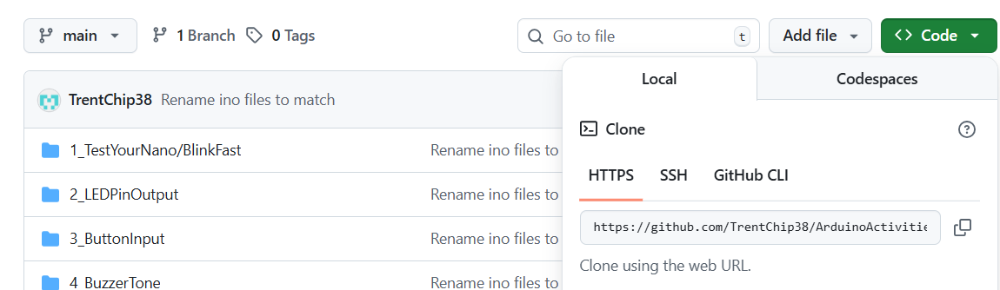 main 1 Branch 0 Tags Go to file t Add file Code
Local Codespaces
TrentChip38 Rename ino files to match
Clone
1_TestYourNano/BlinkFast Rename ino files to
HTTPS SSH GitHub CLI
2_LEDPinOutput Rename ino files to
https://github.com/TrentChip38/ArduinoActivitie
3_ButtonInput Rename ino files to
Clone using the web URL.
4_BuzzerTone Rename ino files to